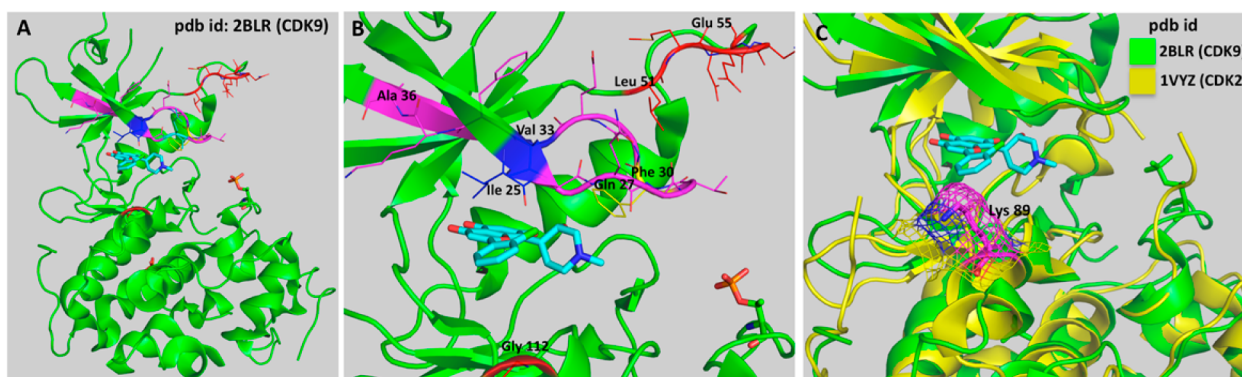 A
pdb id: 2BLR (CDK9)
B
Glu 55
Leu 51
Ala 36
Val 33
Phe 30
Ile 25
Gln 27
Gly 112
C
pdb id
2BLR (CDK9
1VYZ (CDK2
Lys 89